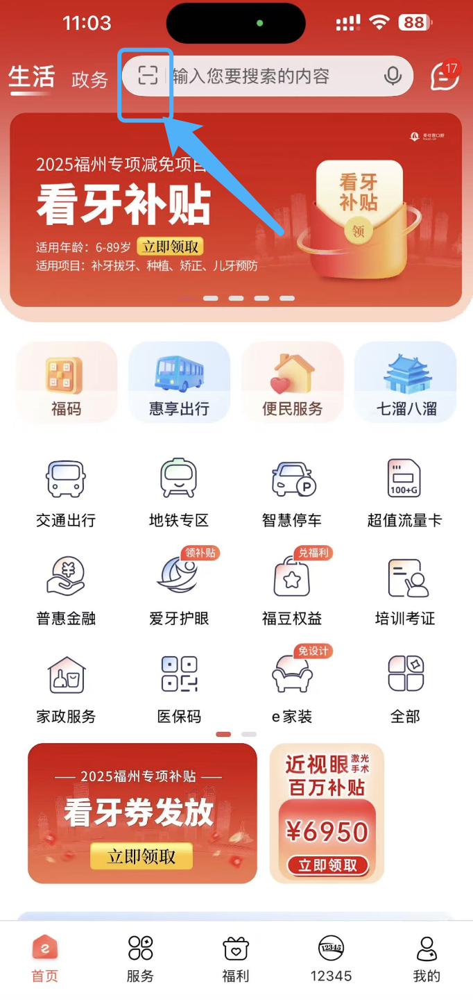 11:03
88
生活
政务
输入您要搜索的内容
17
2025福州专项减免项目
看牙补贴
适用年龄：6-89岁 立即领取
适用项目：补牙拔牙、种植、矫正、儿牙预防
看牙
补贴
领
福码
惠享出行
便民服务
七溜八溜
100+G
交通出行
地铁专区
智慧停车
超值流量卡
领补贴
兑福利
普惠金融
爱牙护眼
福豆权益
培训考证
免设计
家政服务
医保码
e家装
全部
2025福州专项补贴
看牙券发放
立即领取
近视眼激光手术
百万补贴
¥6950
立即领取
12345
首页
服务
福利
12345
我的